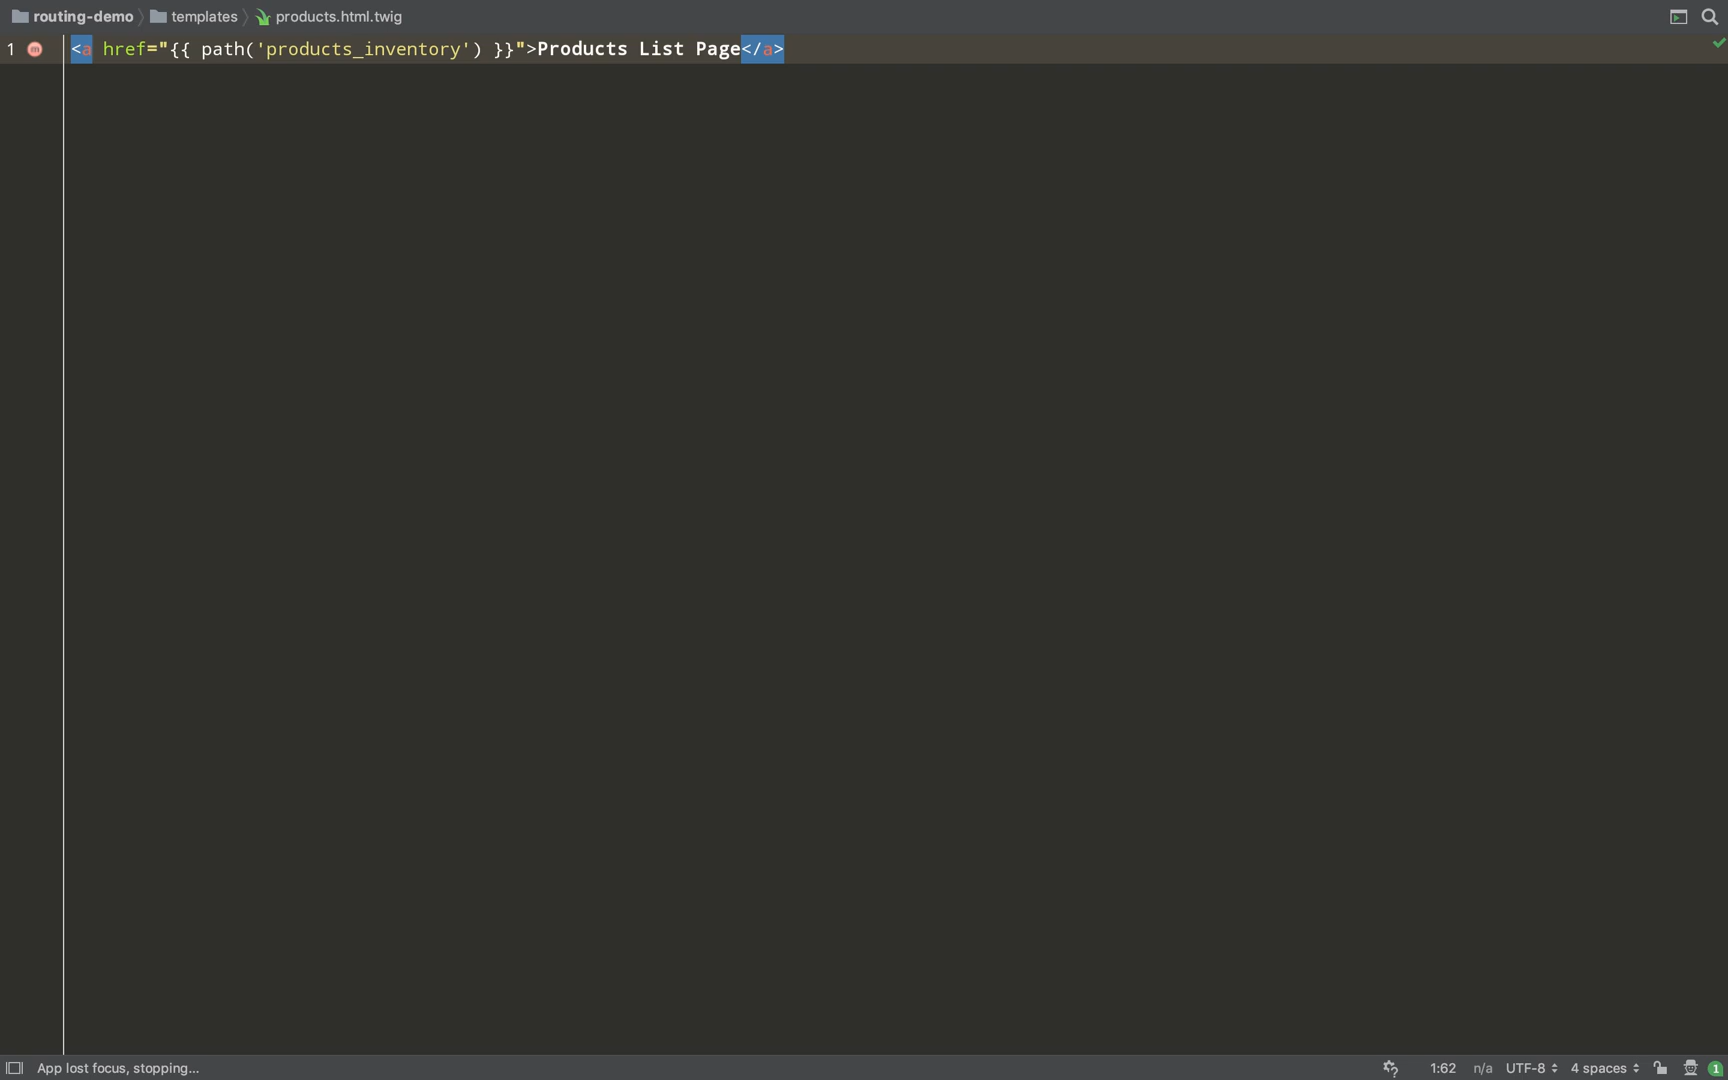 routing-demo templates products.html.twig
1 <a href="{{ path('products_inventory') }}">Products List Page</a>
App lost focus, stopping... 1:62 n/a UTF-8 4 spaces 1